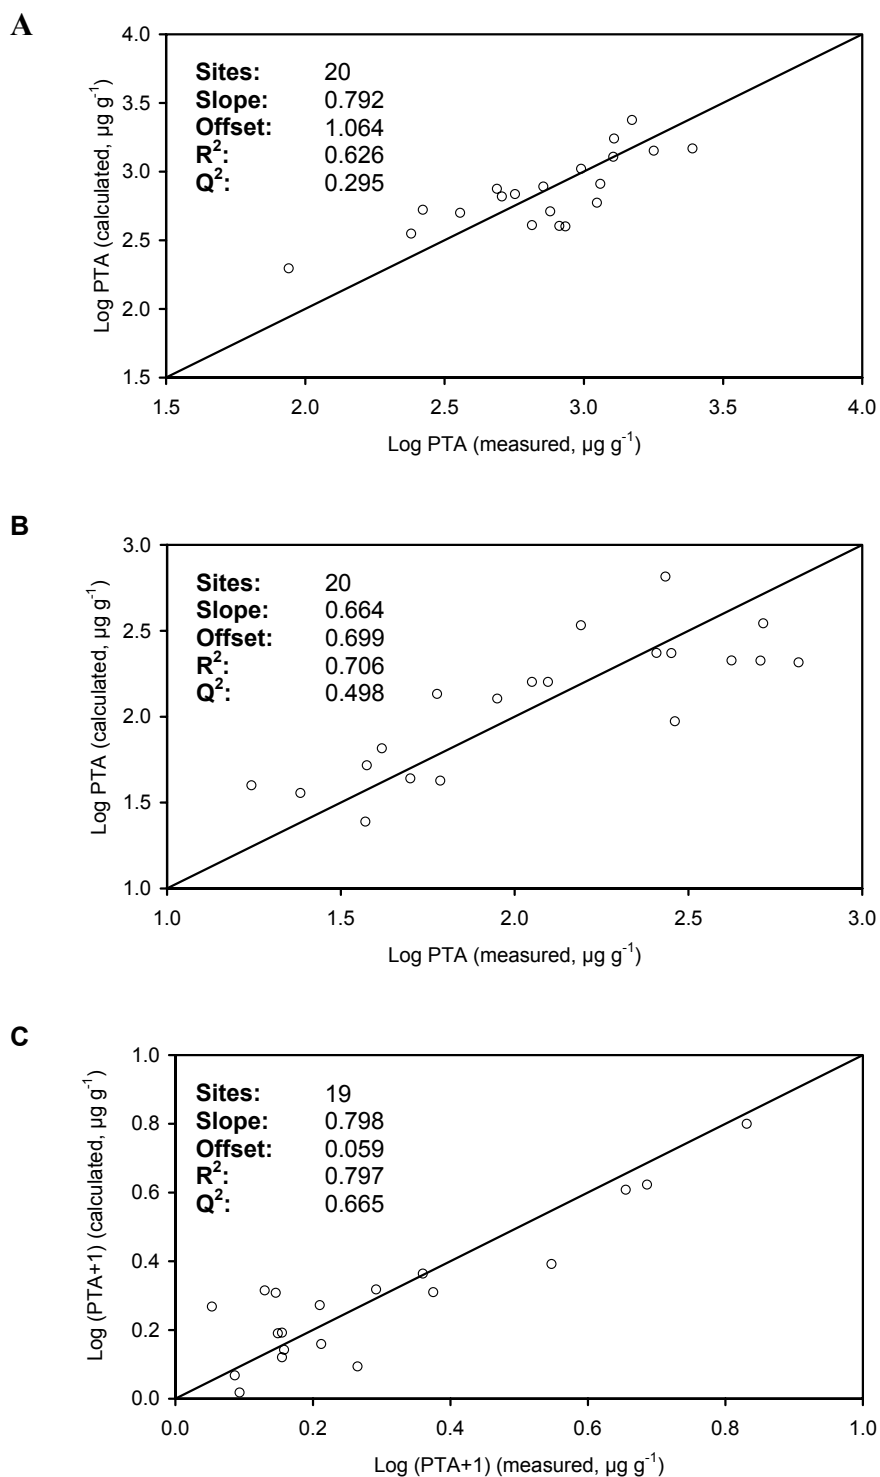 A
4.0
3.5
3.0
2.5
2.0
1.5
Log PTA (calculated, µg g⁻¹)
Sites: 20
Slope: 0.792
Offset: 1.064
R²: 0.626
Q²: 0.295
1.5 2.0 2.5 3.0 3.5 4.0
Log PTA (measured, µg g⁻¹)
B
3.0
2.5
2.0
1.5
1.0
Log PTA (calculated, µg g⁻¹)
Sites: 20
Slope: 0.664
Offset: 0.699
R²: 0.706
Q²: 0.498
1.0 1.5 2.0 2.5 3.0
Log PTA (measured, µg g⁻¹)
C
1.0
0.8
0.6
0.4
0.2
0.0
Log (PTA+1) (calculated, µg g⁻¹)
Sites: 19
Slope: 0.798
Offset: 0.059
R²: 0.797
Q²: 0.665
0.0 0.2 0.4 0.6 0.8 1.0
Log (PTA+1) (measured, µg g⁻¹)